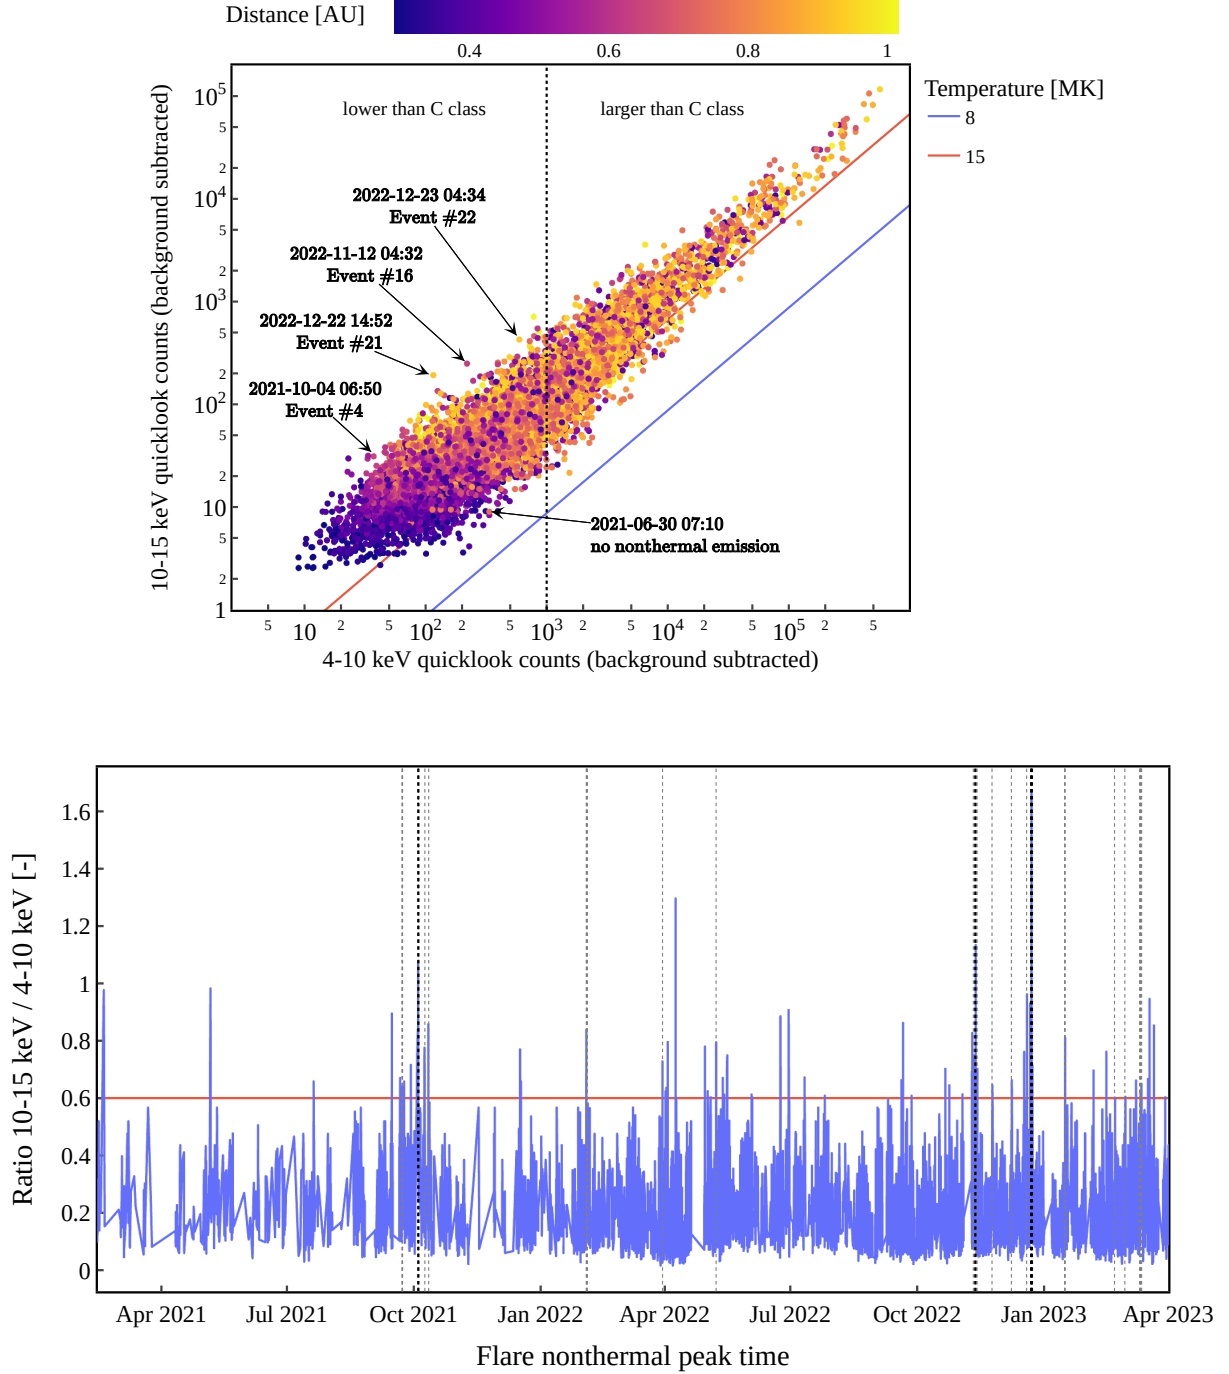 Distance [AU]
0.4 0.6 0.8 1
Temperature [MK]
8
15
lower than C class
larger than C class
10-15 keV quicklook counts (background subtracted)
10^5
5
2
10^4
5
2
10^3
5
2
10^2
5
2
10
5
2
1
2022-12-23 04:34
Event #22
2022-11-12 04:32
Event #16
2022-12-22 14:52
Event #21
2021-10-04 06:50
Event #4
2021-06-30 07:10
no nonthermal emission
5 10 2 5 10^2 2 5 10^3 2 5 10^4 2 5 10^5 2 5
4-10 keV quicklook counts (background subtracted)
Ratio 10-15 keV / 4-10 keV [-]
1.6
1.4
1.2
1
0.8
0.6
0.4
0.2
0
Apr 2021 Jul 2021 Oct 2021 Jan 2022 Apr 2022 Jul 2022 Oct 2022 Jan 2023 Apr 2023
Flare nonthermal peak time